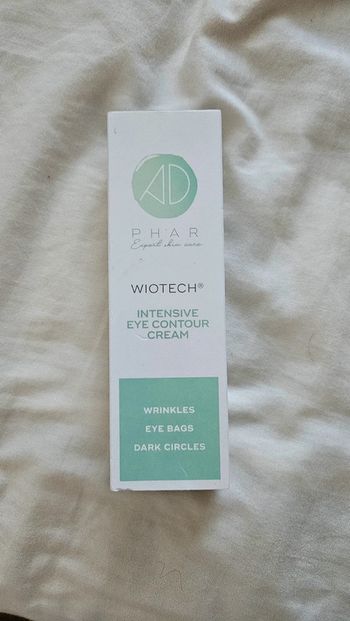 AD
PHAR
Expert skin care
WIOTECH®
INTENSIVE
EYE CONTOUR
CREAM
WRINKLES
EYE BAGS
DARK CIRCLES